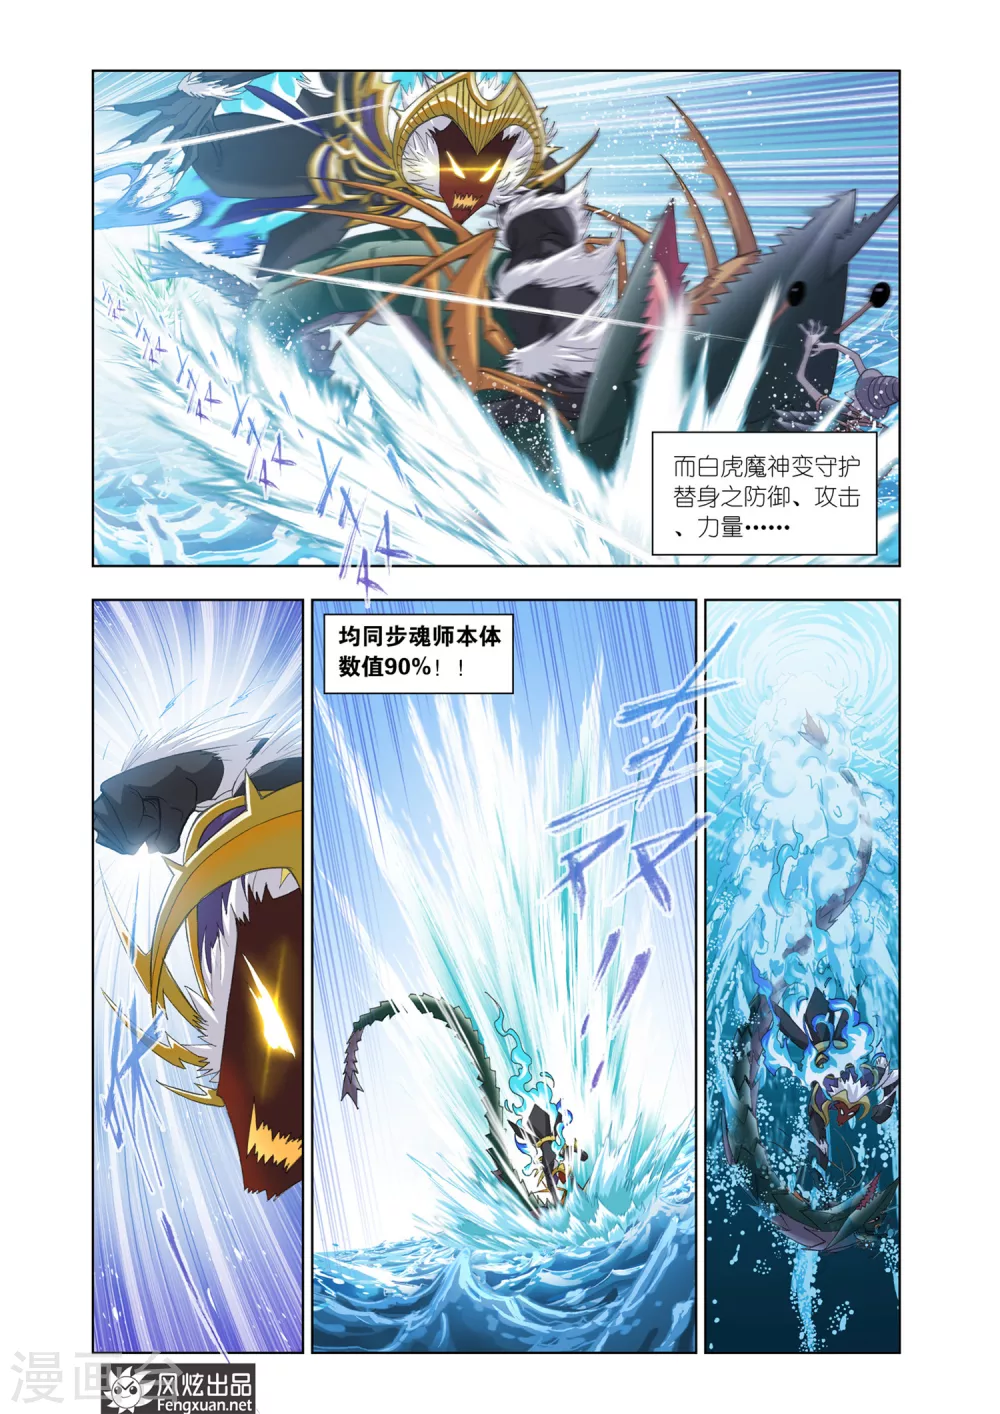 而白虎魔神变守护
替身之防御、攻击
、力量······
均同步魂师本体
数值90%！！
漫画台
风炫出品
Fengxuan.net